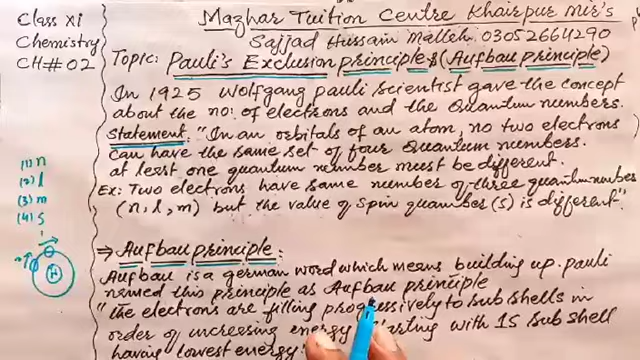 Class XI
Chemistry
CH# 02
Mazhar Tuition Centre Khairpur Mir's
Sajjad Hussain Malleh 03052664290
Topic: Pauli's Exclusion principle & (Aufbau principle)
In 1925 Wolfgang pauli scientist gave the concept
about the no: of electrons and the Quantum numbers.
Statement: "In an orbitals of an atom, no two electrons
Can have the same set of four Quantum numbers.
at least one quantum number must be different.
Ex: Two electrons have same number of three quantum number
(n, l, m) but the value of spin quamber (s) is different".
(1) n
(2) l
(3) m
(4) s
H
⇒ Aufbau principle:
Aufbau is a german word which means building up. pauli
named this principle as Aufbau principle
"the electrons are filling progressively to sub shells in
order of increasing energy starting with 1S sub shell
having lowest energy.